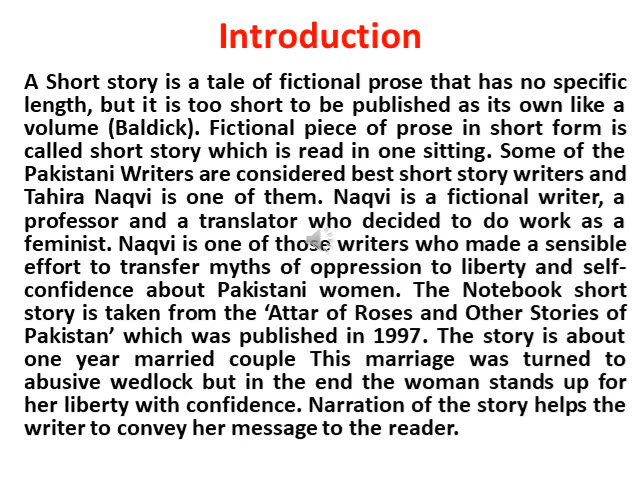 Introduction
A Short story is a tale of fictional prose that has no specific
length, but it is too short to be published as its own like a
volume (Baldick). Fictional piece of prose in short form is
called short story which is read in one sitting. Some of the
Pakistani Writers are considered best short story writers and
Tahira Naqvi is one of them. Naqvi is a fictional writer, a
professor and a translator who decided to do work as a
feminist. Naqvi is one of those writers who made a sensible
effort to transfer myths of oppression to liberty and self-
confidence about Pakistani women. The Notebook short
story is taken from the ‘Attar of Roses and Other Stories of
Pakistan’ which was published in 1997. The story is about
one year married couple This marriage was turned to
abusive wedlock but in the end the woman stands up for
her liberty with confidence. Narration of the story helps the
writer to convey her message to the reader.